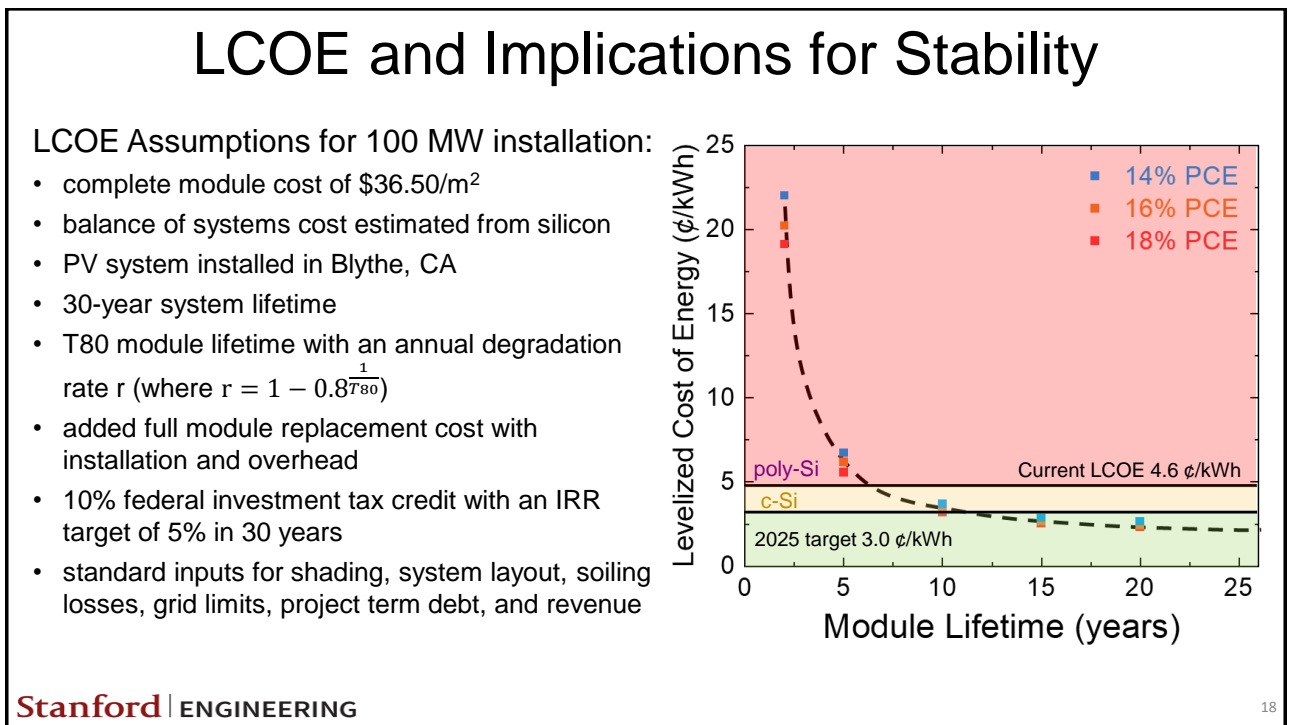 LCOE and Implications for Stability
LCOE Assumptions for 100 MW installation:
• complete module cost of $36.50/m²
• balance of systems cost estimated from silicon
• PV system installed in Blythe, CA
• 30-year system lifetime
• T80 module lifetime with an annual degradation
rate r (where r = 1 − 0.8^(1/T80))
• added full module replacement cost with
installation and overhead
• 10% federal investment tax credit with an IRR
target of 5% in 30 years
• standard inputs for shading, system layout, soiling
losses, grid limits, project term debt, and revenue
Levelized Cost of Energy (¢/kWh)
25
20
15
10
5
0
14% PCE
16% PCE
18% PCE
poly-Si
Current LCOE 4.6 ¢/kWh
c-Si
2025 target 3.0 ¢/kWh
0 5 10 15 20 25
Module Lifetime (years)
Stanford | ENGINEERING
18